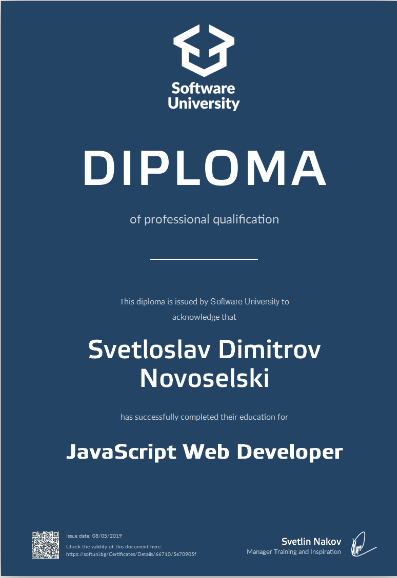 Software
University
DIPLOMA
of professional qualification
This diploma is issued by Software University to
acknowledge that
Svetloslav Dimitrov
Novoselski
has successfully completed their education for
JavaScript Web Developer
Issue date: 08/05/2019
Check the validity of this document here:
Svetlin Nakov
Manager Training and Inspiration